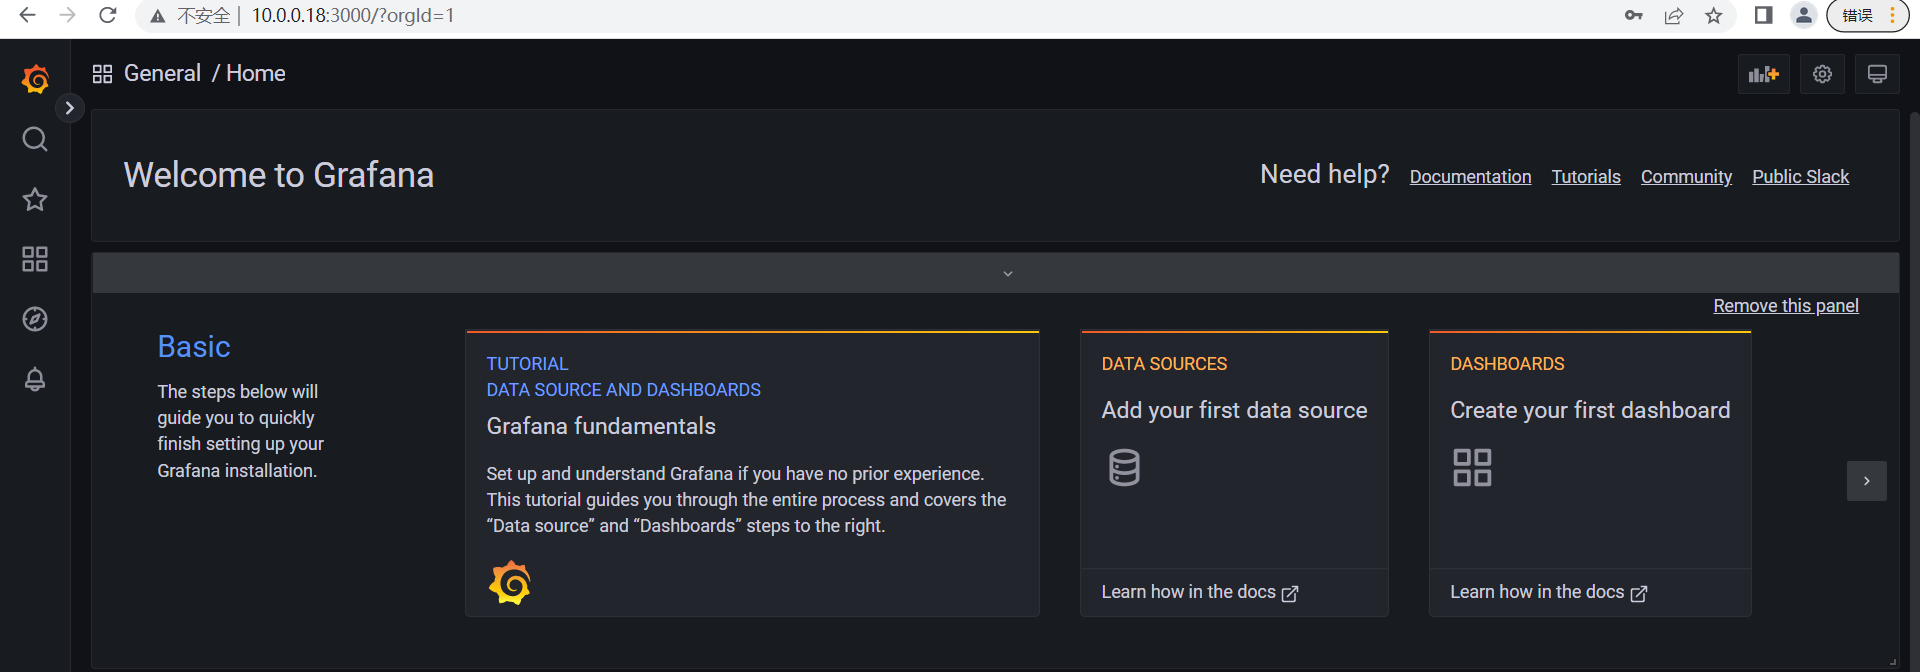 不安全 | 10.0.0.18:3000/?orgId=1
错误
General / Home
Welcome to Grafana
Need help? Documentation Tutorials Community Public Slack
Remove this panel
Basic
The steps below will
guide you to quickly
finish setting up your
Grafana installation.
TUTORIAL
DATA SOURCE AND DASHBOARDS
Grafana fundamentals
Set up and understand Grafana if you have no prior experience.
This tutorial guides you through the entire process and covers the
“Data source” and “Dashboards” steps to the right.
DATA SOURCES
Add your first data source
Learn how in the docs
DASHBOARDS
Create your first dashboard
Learn how in the docs